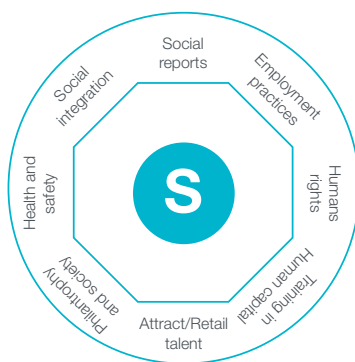 Social
reports
Employment
practices
Humans
rights
Training in
Human capital
Attract/Retail
talent
Philantrophy
and society
Health and
safety
Social
integration
S